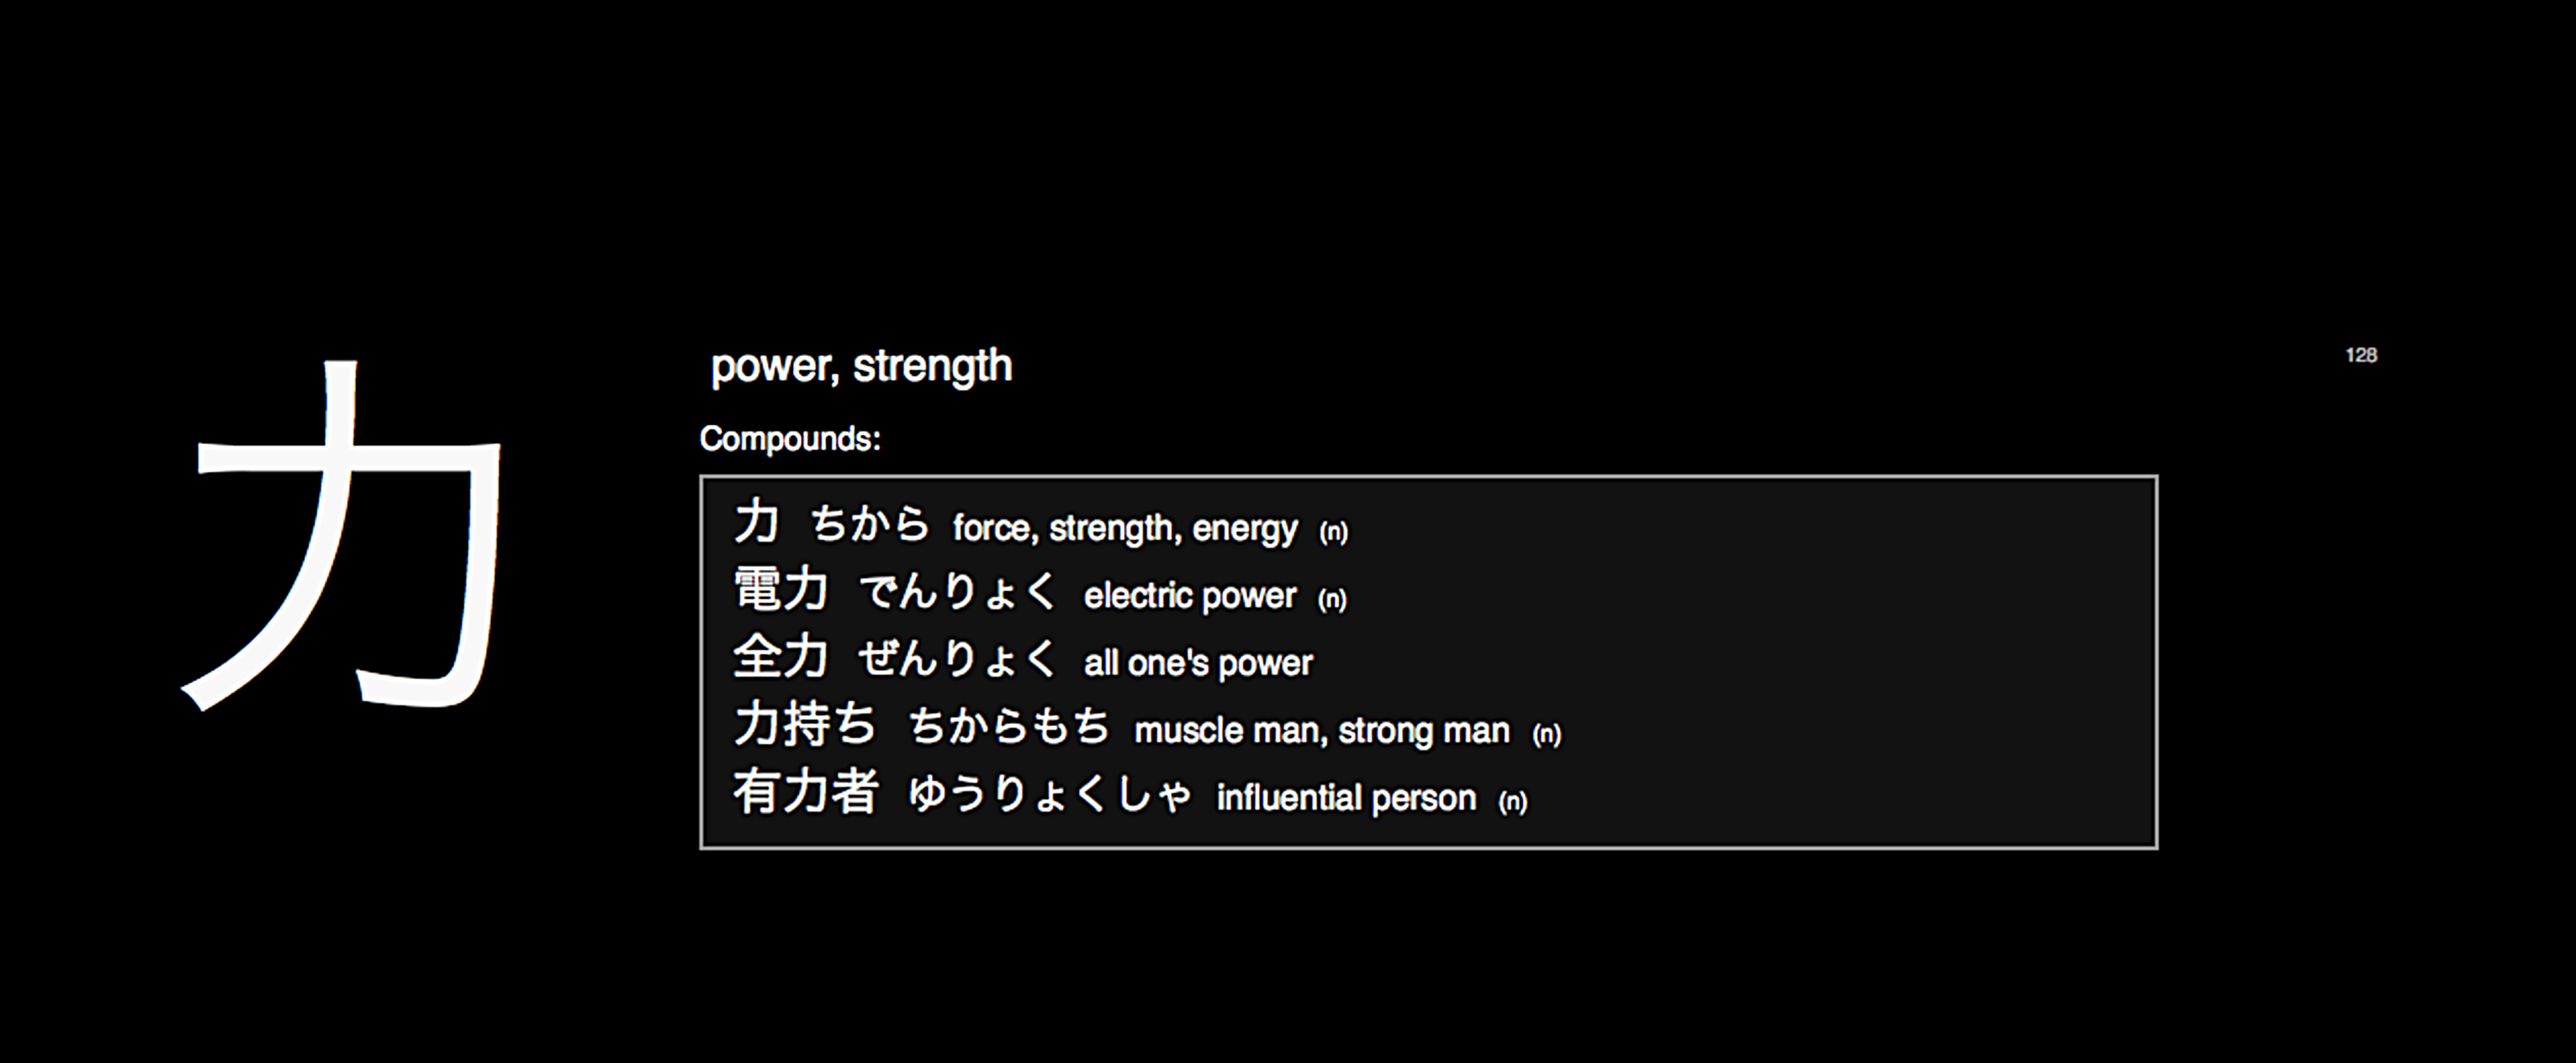 力
power, strength
128
Compounds:
力 ちから force, strength, energy (n)
電力 でんりょく electric power (n)
全力 ぜんりょく all one's power
力持ち ちからもち muscle man, strong man (n)
有力者 ゆうりょくしゃ influential person (n)